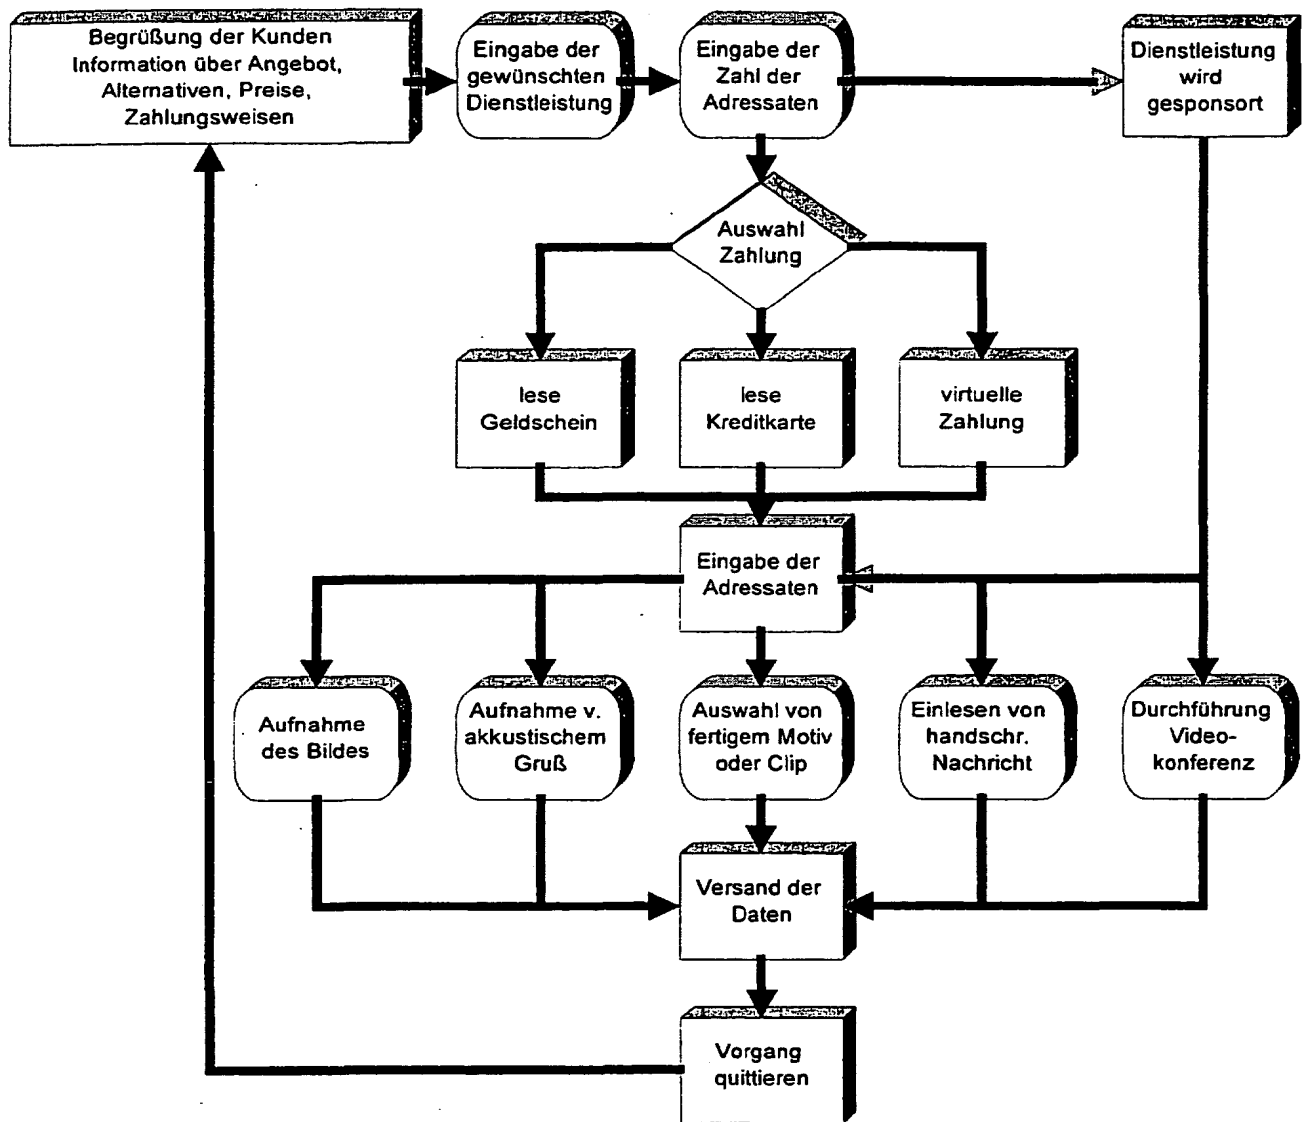 Begrüßung der Kunden
Information über Angebot,
Alternativen, Preise,
Zahlungsweisen
Eingabe der
gewünschten
Dienstleistung
Eingabe der
Zahl der
Adressaten
Dienstleistung
wird
gesponsort
Auswahl
Zahlung
lese
Geldschein
lese
Kreditkarte
virtuelle
Zahlung
Eingabe der
Adressaten
Aufnahme
des Bildes
Aufnahme v.
akkustischem
Gruß
Auswahl von
fertigem Motiv
oder Clip
Einlesen von
handschr.
Nachricht
Durchführung
Video-
konferenz
Versand der
Daten
Vorgang
quittieren